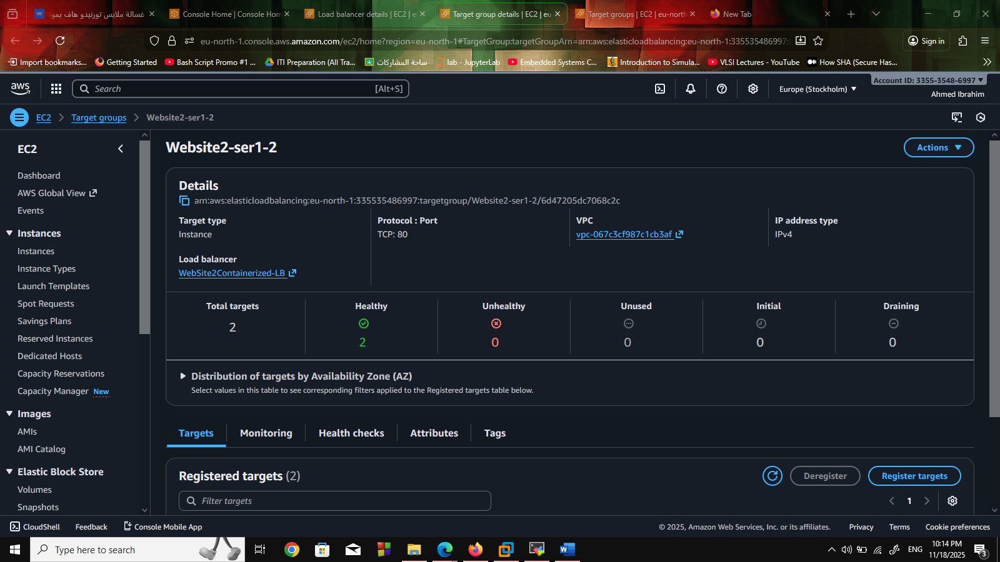 غسالة ملابس تورنيدو هاف بمو
Console Home | Console Hom
Load balancer details | EC2 | e
Target group details | EC2 | eu
Target groups | EC2 | eu-north
New Tab
eu-north-1.console.aws.amazon.com/ec2/home?region=eu-north-1#TargetGroup:targetGroupArn=arn:aws:elasticloadbalancing:eu-north-1:335535486997:
Sign in
Import bookmarks...
Getting Started
Bash Script Promo #1 ...
ITI Preparation (All Tra...
ساحة المشاركات
lab - JupyterLab
Embedded Systems C...
Introduction to Simula...
VLSI Lectures - YouTube
How SHA (Secure Has...
aws
Search
[Alt+S]
Europe (Stockholm)
Account ID: 3355-3548-6997
Ahmed Ibrahim
EC2
Target groups
Website2-ser1-2
EC2
Dashboard
AWS Global View
Events
Instances
Instances
Instance Types
Launch Templates
Spot Requests
Savings Plans
Reserved Instances
Dedicated Hosts
Capacity Reservations
Capacity Manager New
Images
AMIs
AMI Catalog
Elastic Block Store
Volumes
Snapshots
Website2-ser1-2
Actions
Details
arn:aws:elasticloadbalancing:eu-north-1:335535486997:targetgroup/Website2-ser1-2/6d47205dc7068c2c
Target type
Instance
Protocol : Port
TCP: 80
VPC
vpc-067c3cf987c1cb3af
IP address type
IPv4
Load balancer
WebSite2Containerized-LB
Total targets
2
Healthy
2
Unhealthy
0
Unused
0
Initial
0
Draining
0
Distribution of targets by Availability Zone (AZ)
Select values in this table to see corresponding filters applied to the Registered targets table below.
Targets
Monitoring
Health checks
Attributes
Tags
Registered targets (2)
Deregister
Register targets
Filter targets
1
CloudShell
Feedback
Console Mobile App
© 2025, Amazon Web Services, Inc. or its affiliates.
Privacy
Terms
Cookie preferences
Type here to search
ENG
10:14 PM
11/18/2025
3